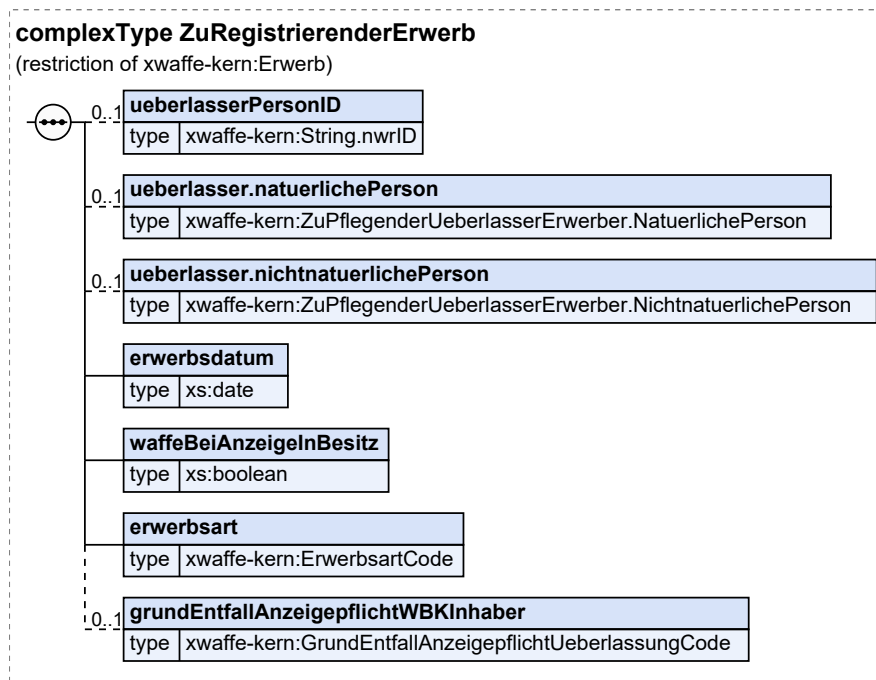 complexType ZuRegistrierenderErwerb
(restriction of xwaffe-kern:Erwerb)
0..1 ueberlasserPersonID
type xwaffe-kern:String.nwrID
0..1 ueberlasser.natuerlichePerson
type xwaffe-kern:ZuPflegenderUeberlasserErwerber.NatuerlichePerson
0..1 ueberlasser.nichtnatuerlichePerson
type xwaffe-kern:ZuPflegenderUeberlasserErwerber.NichtnatuerlichePerson
erwerbsdatum
type xs:date
waffeBeiAnzeigeInBesitz
type xs:boolean
erwerbsart
type xwaffe-kern:ErwerbsartCode
0..1 grundEntfallAnzeigepflichtWBKInhaber
type xwaffe-kern:GrundEntfallAnzeigepflichtUeberlassungCode